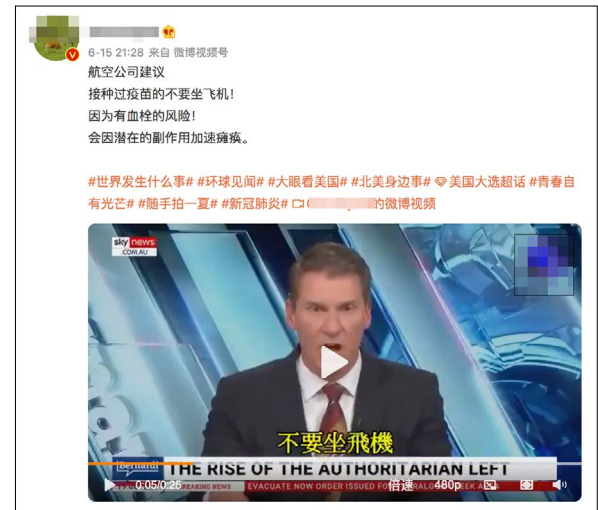 6-15 21:28 来自 微博视频号
航空公司建议
接种过疫苗的不要坐飞机！
因为有血栓的风险！
会因潜在的副作用加速瘫痪。
#世界发生什么事# #环球见闻# #大眼看美国# #北美身边事# 美国大选超话 #青春自
有光芒# #随手拍一夏# #新冠肺炎# 的微博视频
sky news
.COM.AU
不要坐飛機
Bernardi THE RISE OF THE AUTHORITARIAN LEFT
0:05/0:25 倍速 480p
BREAKING NEWS EVACUATE NOW ORDER ISSUED FO